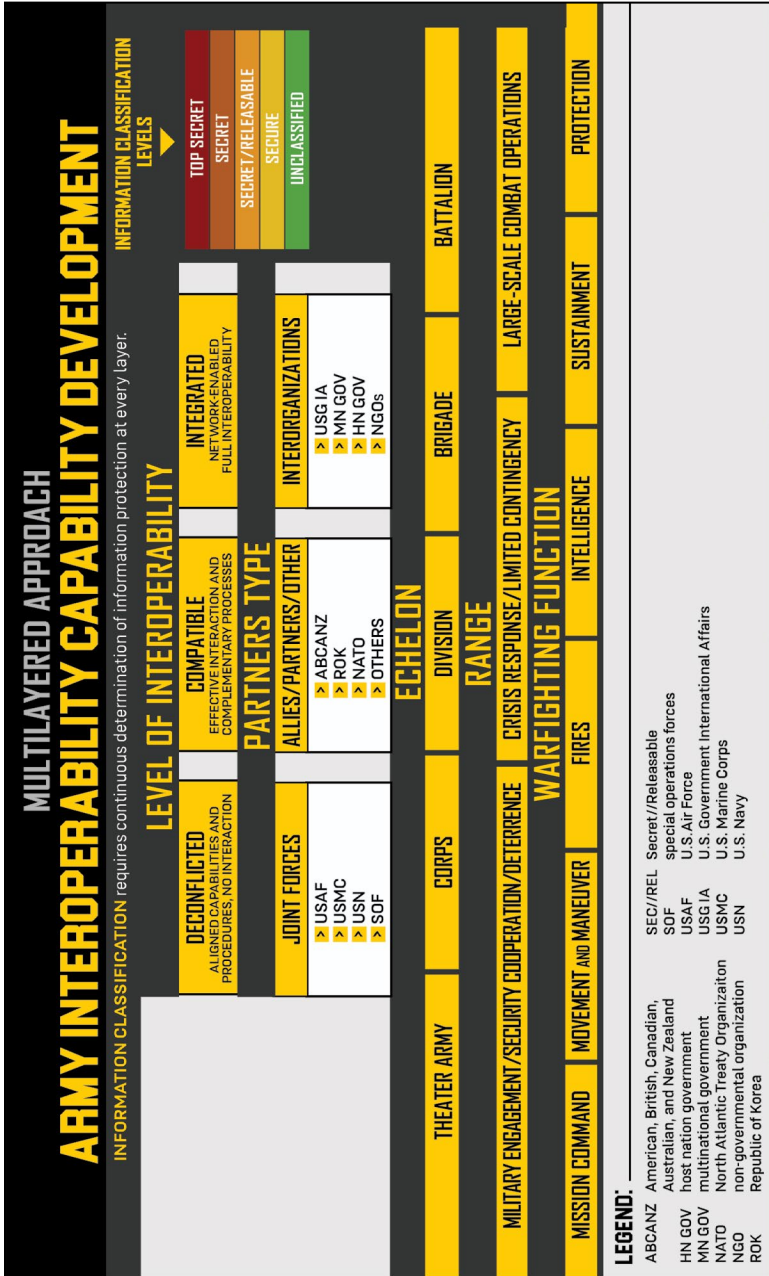 MULTILAYERED APPROACH
ARMY INTEROPERABILITY CAPABILITY DEVELOPMENT
INFORMATION CLASSIFICATION requires continuous determination of information protection at every layer.
INFORMATION CLASSIFICATION
LEVELS
TOP SECRET
SECRET
SECRET/RELEASABLE
SECURE
UNCLASSIFIED
LEVEL OF INTEROPERABILITY
DECONFLICTED
ALIGNED CAPABILITIES AND
PROCEDURES, NO INTERACTION
COMPATIBLE
EFFECTIVE INTERACTION AND
COMPLEMENTARY PROCESSES
INTEGRATED
NETWORK-ENABLED
FULL INTEROPERABILITY
PARTNERS TYPE
JOINT FORCES
> USAF
> USMC
> USN
> SOF
ALLIES/PARTNERS/OTHER
> ABCANZ
> ROK
> NATO
> OTHERS
INTERORGANIZATIONS
> USG IA
> MN GOV
> HN GOV
> NGOs
ECHELON
THEATER ARMY
CORPS
DIVISION
BRIGADE
BATTALION
RANGE
MILITARY ENGAGEMENT/SECURITY COOPERATION/DETERRENCE
CRISIS RESPONSE/LIMITED CONTINGENCY
LARGE-SCALE COMBAT OPERATIONS
WARFIGHTING FUNCTION
MISSION COMMAND
MOVEMENT AND MANEUVER
FIRES
INTELLIGENCE
SUSTAINMENT
PROTECTION
LEGEND:
ABCANZ American, British, Canadian,
Australian, and New Zealand
HN GOV host nation government
MN GOV multinational government
NATO North Atlantic Treaty Organizaiton
NGO non-governmental organization
ROK Republic of Korea
SEC//REL Secret//Releasable
SOF special operations forces
USAF U.S. Air Force
USG IA U.S. Government International Affairs
USMC U.S. Marine Corps
USN U.S. Navy